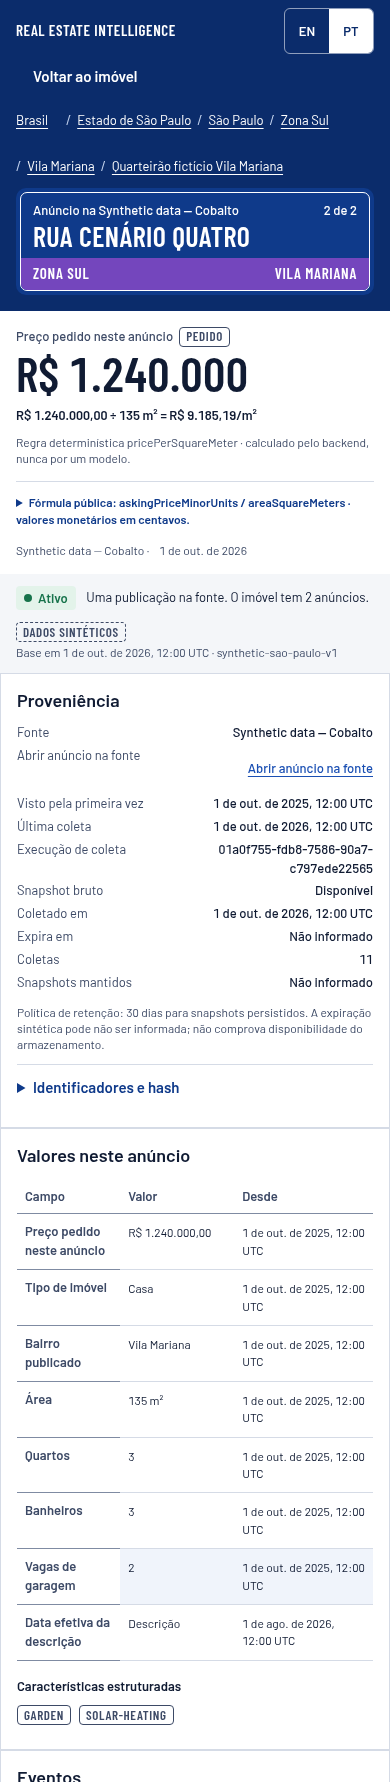 REAL ESTATE INTELLIGENCE
EN PT
Voltar ao imóvel
Brasil / Estado de São Paulo / São Paulo / Zona Sul
/ Vila Mariana / Quarteirão fictício Vila Mariana
Anúncio na Synthetic data — Cobalto 2 de 2
RUA CENÁRIO QUATRO
ZONA SUL VILA MARIANA
Preço pedido neste anúncio PEDIDO
R$ 1.240.000
R$ 1.240.000,00 ÷ 135 m² = R$ 9.185,19/m²
Regra determinística pricePerSquareMeter · calculado pelo backend,
nunca por um modelo.
Fórmula pública: askingPriceMinorUnits / areaSquareMeters ·
valores monetários em centavos.
Synthetic data — Cobalto · 1 de out. de 2026
Ativo Uma publicação na fonte. O imóvel tem 2 anúncios.
DADOS SINTÉTICOS
Base em 1 de out. de 2026, 12:00 UTC · synthetic-sao-paulo-v1
Proveniência
Fonte Synthetic data — Cobalto
Abrir anúncio na fonte Abrir anúncio na fonte
Visto pela primeira vez 1 de out. de 2025, 12:00 UTC
Última coleta 1 de out. de 2026, 12:00 UTC
Execução de coleta 01a0f755-fdb8-7586-90a7-
c797ede22565
Snapshot bruto Disponível
Coletado em 1 de out. de 2026, 12:00 UTC
Expira em Não informado
Coletas 11
Snapshots mantidos Não informado
Política de retenção: 30 dias para snapshots persistidos. A expiração
sintética pode não ser informada; não comprova disponibilidade do
armazenamento.
Identificadores e hash
Valores neste anúncio
Campo Valor Desde
Preço pedido R$ 1.240.000,00 1 de out. de 2025, 12:00
neste anúncio UTC
Tipo de imóvel Casa 1 de out. de 2025, 12:00
UTC
Bairro Vila Mariana 1 de out. de 2025, 12:00
publicado UTC
Área 135 m² 1 de out. de 2025, 12:00
UTC
Quartos 3 1 de out. de 2025, 12:00
UTC
Banheiros 3 1 de out. de 2025, 12:00
UTC
Vagas de 2 1 de out. de 2025, 12:00
garagem UTC
Data efetiva da Descrição 1 de ago. de 2026,
descrição 12:00 UTC
Características estruturadas
GARDEN SOLAR-HEATING
Eventos